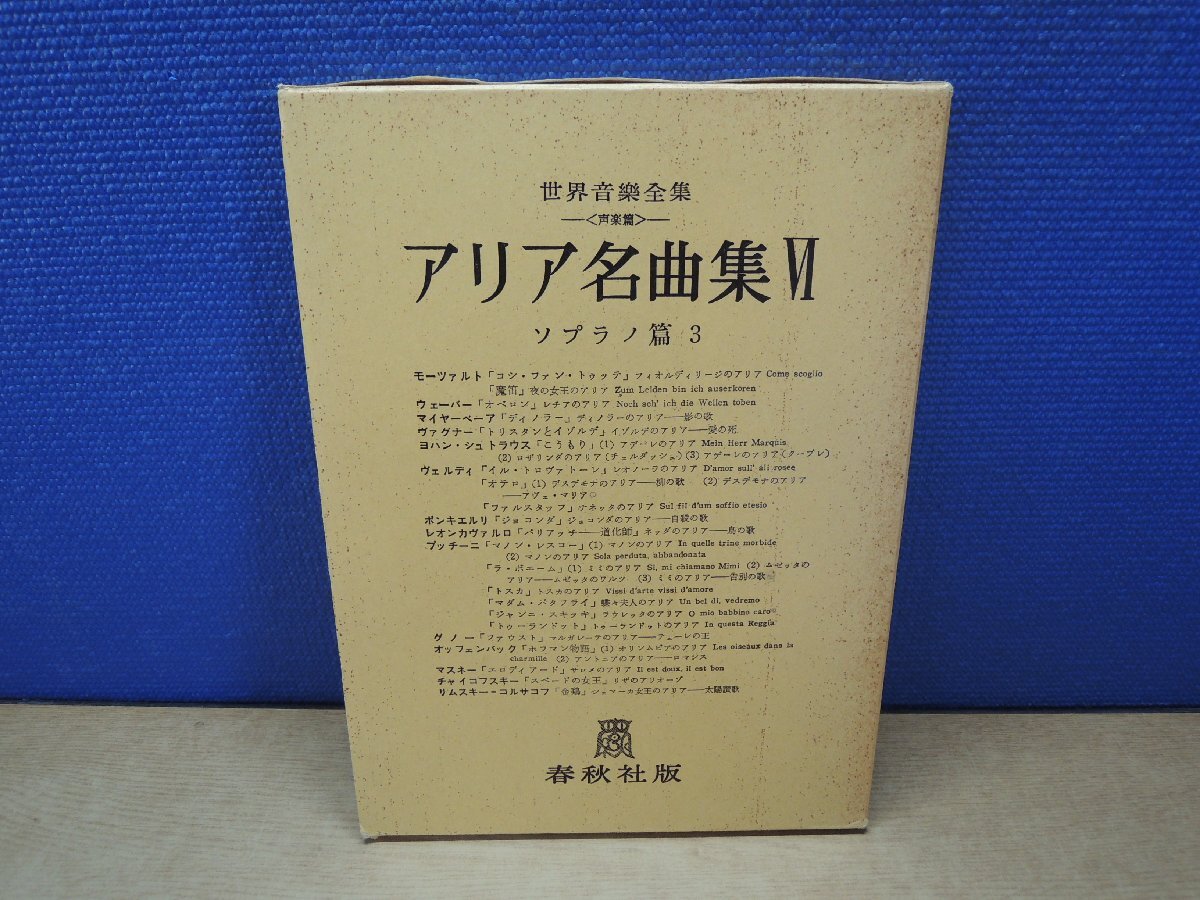 世界音樂全集
―〈声楽篇〉―
アリア名曲集 Ⅵ
ソプラノ篇 3
モーツァルト「コシ・ファン・トゥッテ」フィオルディリージのアリア Come scoglio
「魔笛」夜の女王のアリア Zum Leiden bin ich auserkoren
ウェーバー「オベロン」レチアのアリア Noch seh' ich die Wellen toben
マイヤーベーア「ディノラー」ディノラーのアリア――影の歌
ヴァグナー「トリスタンとイゾルデ」イゾルデのアリア――愛の死
ヨハン・シュトラウス「こうもり」(1) アデーレのアリア Mein Herr Marquis
(2) ロザリンダのアリア(チャルダッシュ) (3) アデーレのアリア(クープレ)
ヴェルディ「イル・トロヴァトーレ」レオノーラのアリア D'amor sull' ali rosee
「オテロ」(1) デスデモナのアリア――柳の歌 (2) デスデモナのアリア
――アヴェ・マリア
「ファルスタッフ」ナネッタのアリア Sul fil d'un soffio etesio
ポンキエルリ「ジョコンダ」ジョコンダのアリア――自殺の歌
レオンカヴァルロ「パリアッチ――道化師」ネッダのアリア――鳥の歌
プッチーニ「マノン・レスコー」(1) マノンのアリア In quelle trine morbide
(2) マノンのアリア Sola perduta, abbandonata
「ラ・ボエーム」(1) ミミのアリア Si, mi chiamano Mimi (2) ムゼッタの
アリア――ムゼッタのワルツ (3) ミミのアリア――告別の歌
「トスカ」トスカのアリア Vissi d'arte vissi d'amore
「マダム・バタフライ」蝶々夫人のアリア Un bel di, vedremo
「ジャンニ・スキッキ」ラウレッタのアリア O mio babbino caro
「トゥーランドット」トゥーランドットのアリア In questa Reggia
グノー「ファウスト」マルガレーテのアリア――テューレの王
オッフェンバック「ホフマン物語」(1) オリンムピアのアリア Les oiseaux dans la
charmille (2) アントニアのアリア――ロマンス
マスネー「エロディアード」サロメのアリア Il est doux, il est bon
チャイコフスキー「スペードの女王」リザのアリオーゾ
リムスキー=コルサコフ「金鶏」シェマーカ女王のアリア――太陽讃歌
春秋社版